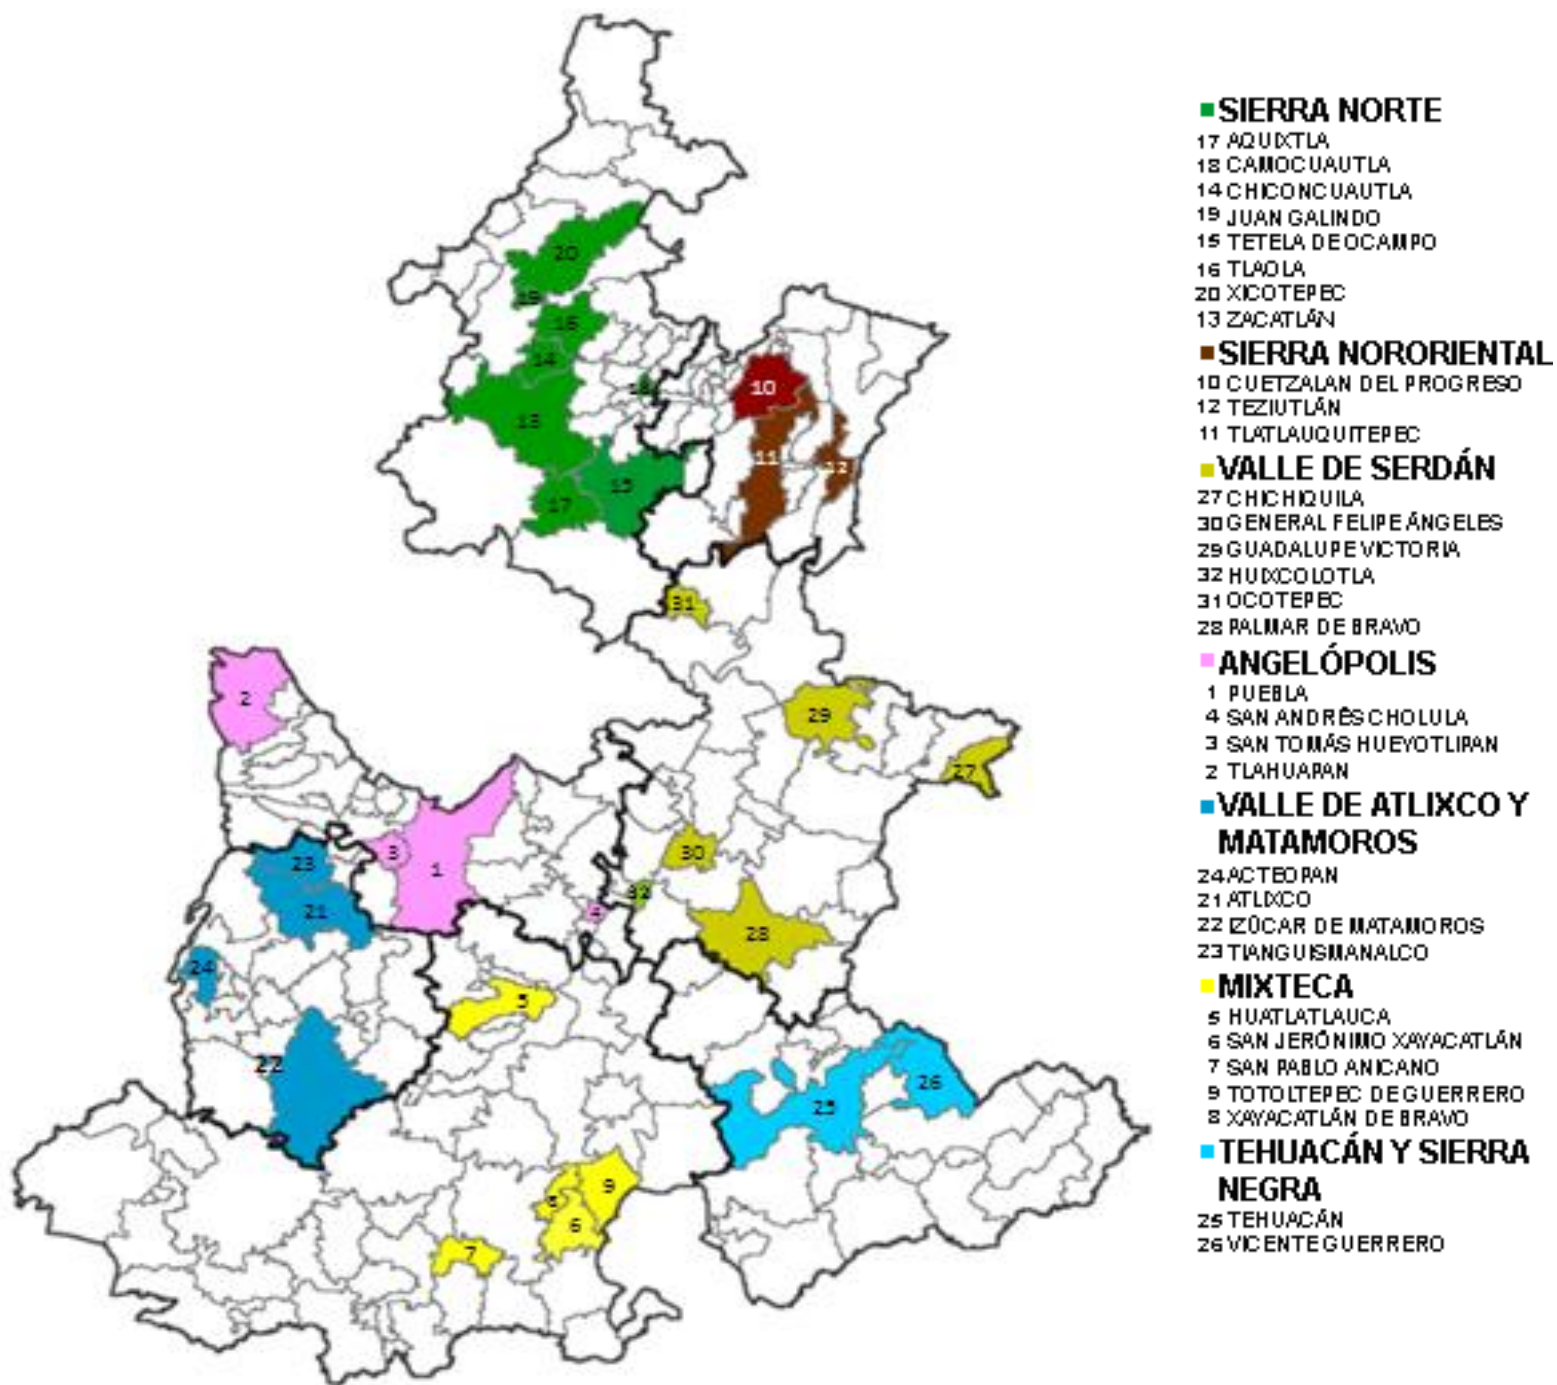 SIERRA NORTE
17 AQUIXTLA
18 CAMOCUAUTLA
14 CHICONCUAUTLA
19 JUAN GALINDO
15 TETELA DE OCAMPO
16 TLAOLA
20 XICOTEPEC
13 ZACATLÁN
SIERRA NORORIENTAL
10 CUETZALAN DEL PROGRESO
12 TEZIUTLÁN
11 TLATLAUQUITEPEC
VALLE DE SERDÁN
27 CHICHIQUILA
30 GENERAL FELIPE ÁNGELES
29 GUADALUPE VICTORIA
32 HUIXCOLOTLA
31 OCOTEPEC
28 PALMAR DE BRAVO
ANGELÓPOLIS
1 PUEBLA
4 SAN ANDRÉS CHOLULA
3 SAN TOMÁS HUEYOTLIPAN
2 TLAHUAPAN
VALLE DE ATLIXCO Y
MATAMOROS
24 ACTEOPAN
21 ATLIXCO
22 IZÚCAR DE MATAMOROS
23 TIANGUISMANALCO
MIXTECA
5 HUATLATLAUCA
6 SAN JERÓNIMO XAYACATLÁN
7 SAN PABLO ANICANO
9 TOTOLTEPEC DE GUERRERO
8 XAYACATLÁN DE BRAVO
TEHUACÁN Y SIERRA
NEGRA
25 TEHUACÁN
26 VICENTE GUERRERO
20
19
16
14
18
10
13
11
12
15
17
31
2
29
27
3
1
30
23
32
21
4
28
24
5
22
25
26
8
9
6
7